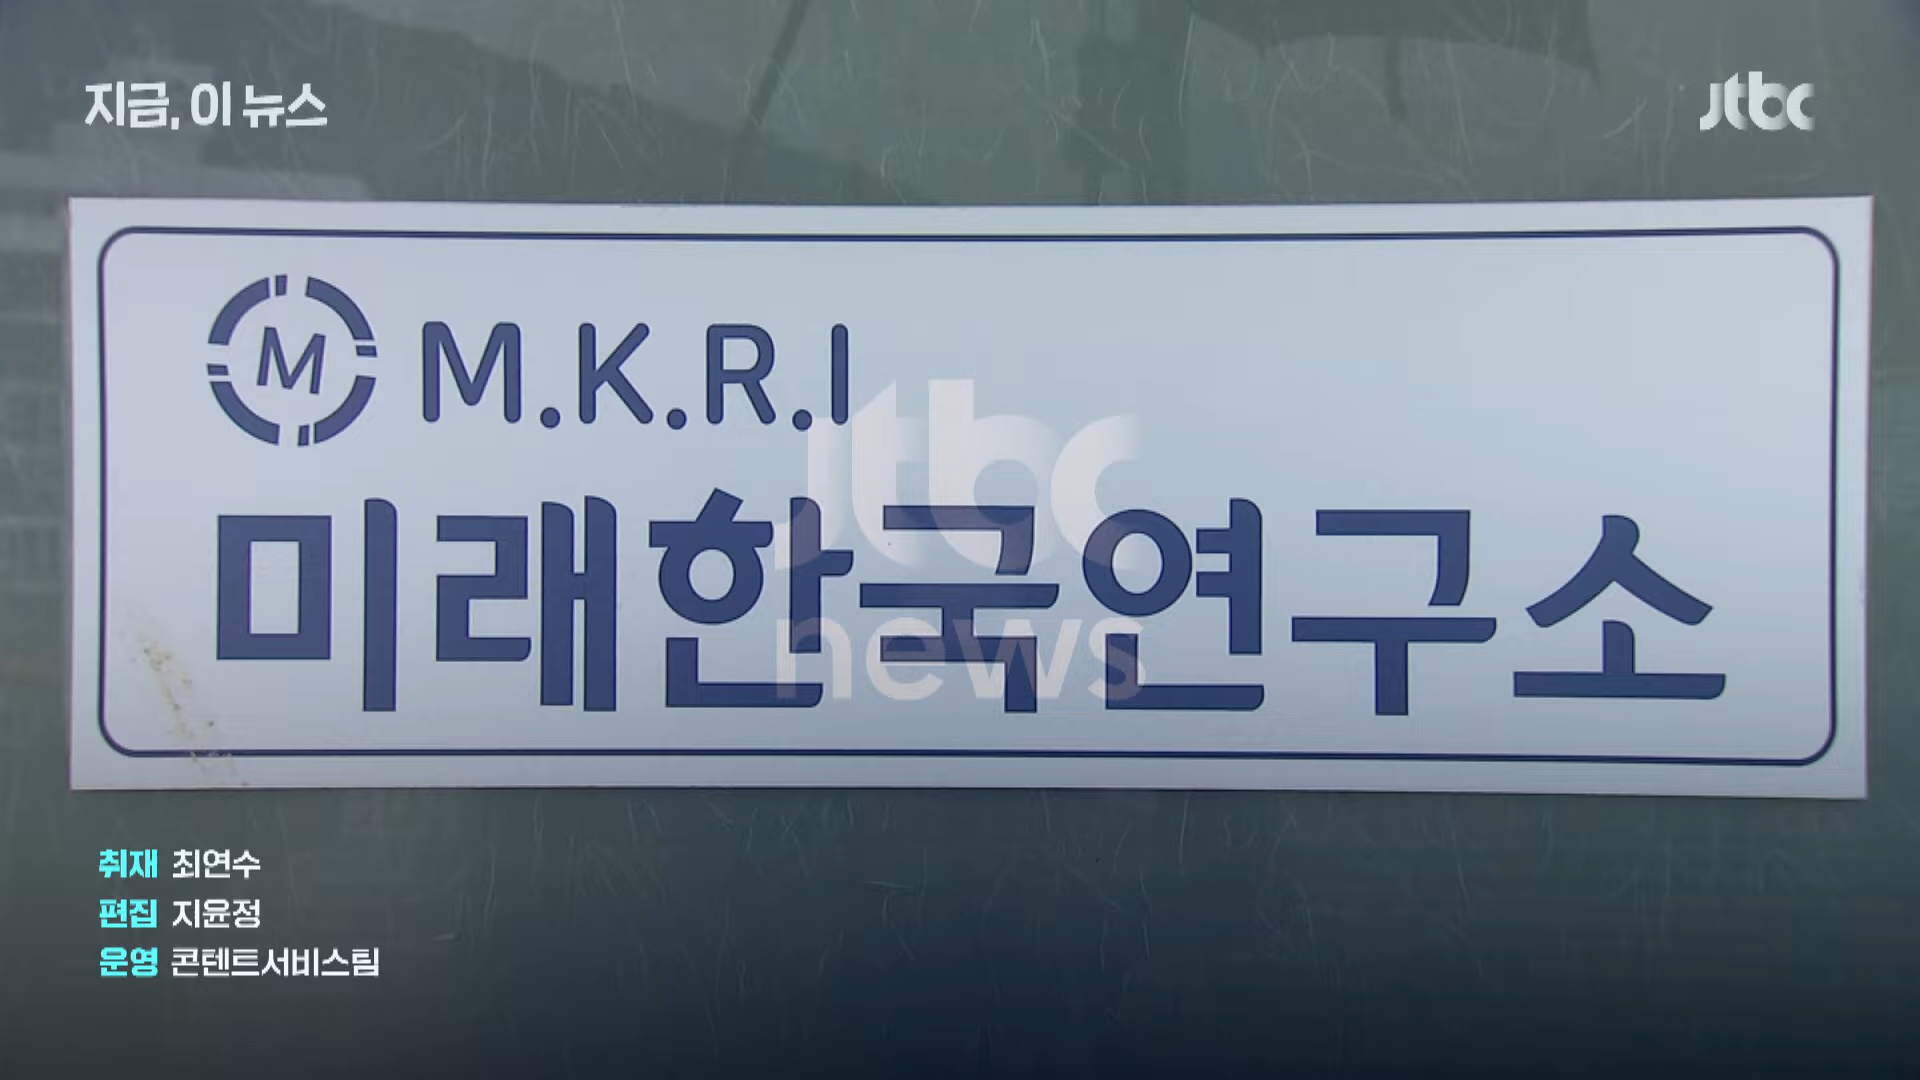 지금, 이 뉴스
jtbc
M
M.K.R.I
미래한국연구소
jtbc
news
취재 최연수
편집 지윤정
운영 콘텐트서비스팀